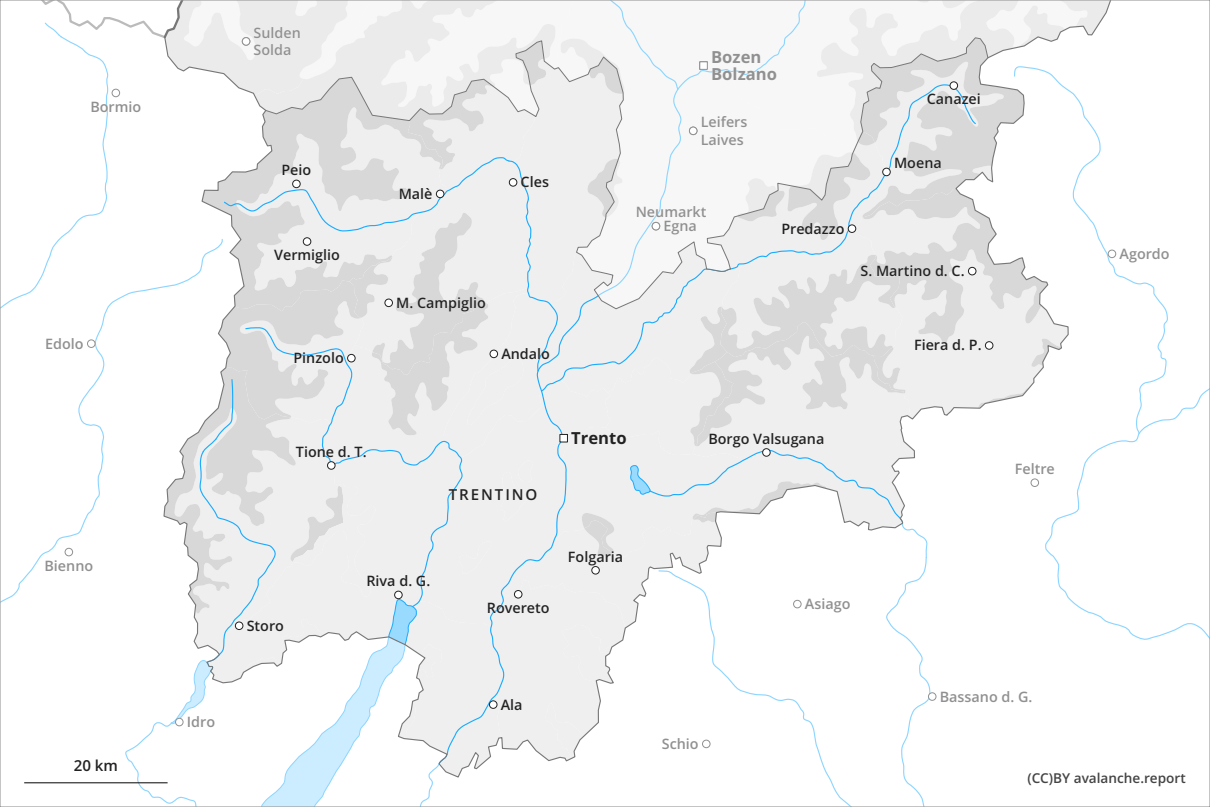 Sulden
Solda
Bozen
Bolzano
Bormio
Canazei
Leifers
Laives
Peio
Moena
Malè
Cles
Neumarkt
Egna
Predazzo
Vermiglio
Agordo
S. Martino d. C.
M. Campiglio
Edolo
Pinzolo
Andalo
Fiera d. P.
Trento
Borgo Valsugana
Tione d. T.
Feltre
TRENTINO
Bienno
Folgaria
Riva d. G.
Rovereto
Asiago
Storo
Bassano d. G.
Ala
Idro
Schio
20 km
(CC)BY avalanche.report